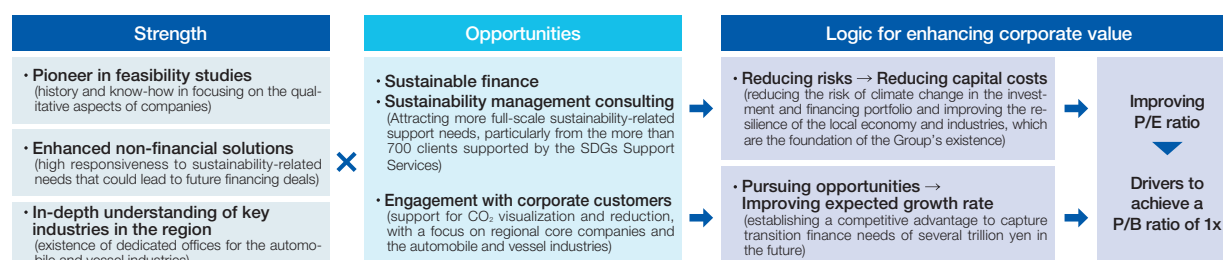 Strength
・Pioneer in feasibility studies
(history and know-how in focusing on the qual-
itative aspects of companies)
・Enhanced non-financial solutions
(high responsiveness to sustainability-related
needs that could lead to future financing deals)
・In-depth understanding of key
industries in the region
(existence of dedicated offices for the automo-
bile and vessel industries)
×
Opportunities
・Sustainable finance
・Sustainability management consulting
(Attracting more full-scale sustainability-related
support needs, particularly from the more than
700 clients supported by the SDGs Support
Services)
・Engagement with corporate customers
(support for CO₂ visualization and reduction,
with a focus on regional core companies and
the automobile and vessel industries)
Logic for enhancing corporate value
・Reducing risks → Reducing capital costs
(reducing the risk of climate change in the invest-
ment and financing portfolio and improving the re-
silience of the local economy and industries, which
are the foundation of the Group's existence)
・Pursuing opportunities →
Improving expected growth rate
(establishing a competitive advantage to capture
transition finance needs of several trillion yen in
the future)
Improving
P/E ratio
Drivers to
achieve a
P/B ratio of 1x